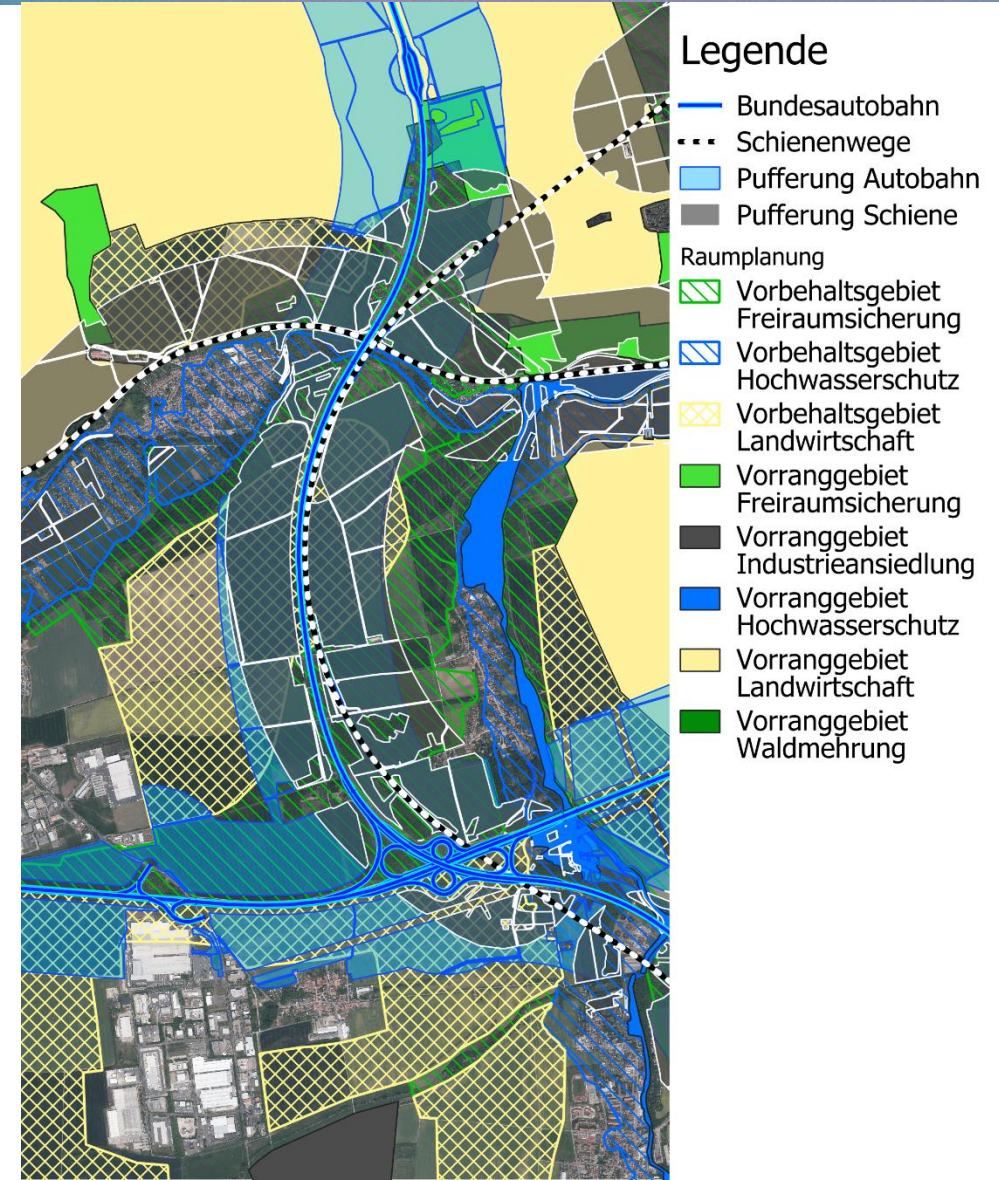 Legende
Bundesautobahn
Schienenwege
Pufferung Autobahn
Pufferung Schiene
Raumplanung
Vorbehaltsgebiet
Freiraumsicherung
Vorbehaltsgebiet
Hochwasserschutz
Vorbehaltsgebiet
Landwirtschaft
Vorranggebiet
Freiraumsicherung
Vorranggebiet
Industrieansiedlung
Vorranggebiet
Hochwasserschutz
Vorranggebiet
Landwirtschaft
Vorranggebiet
Waldmehrung